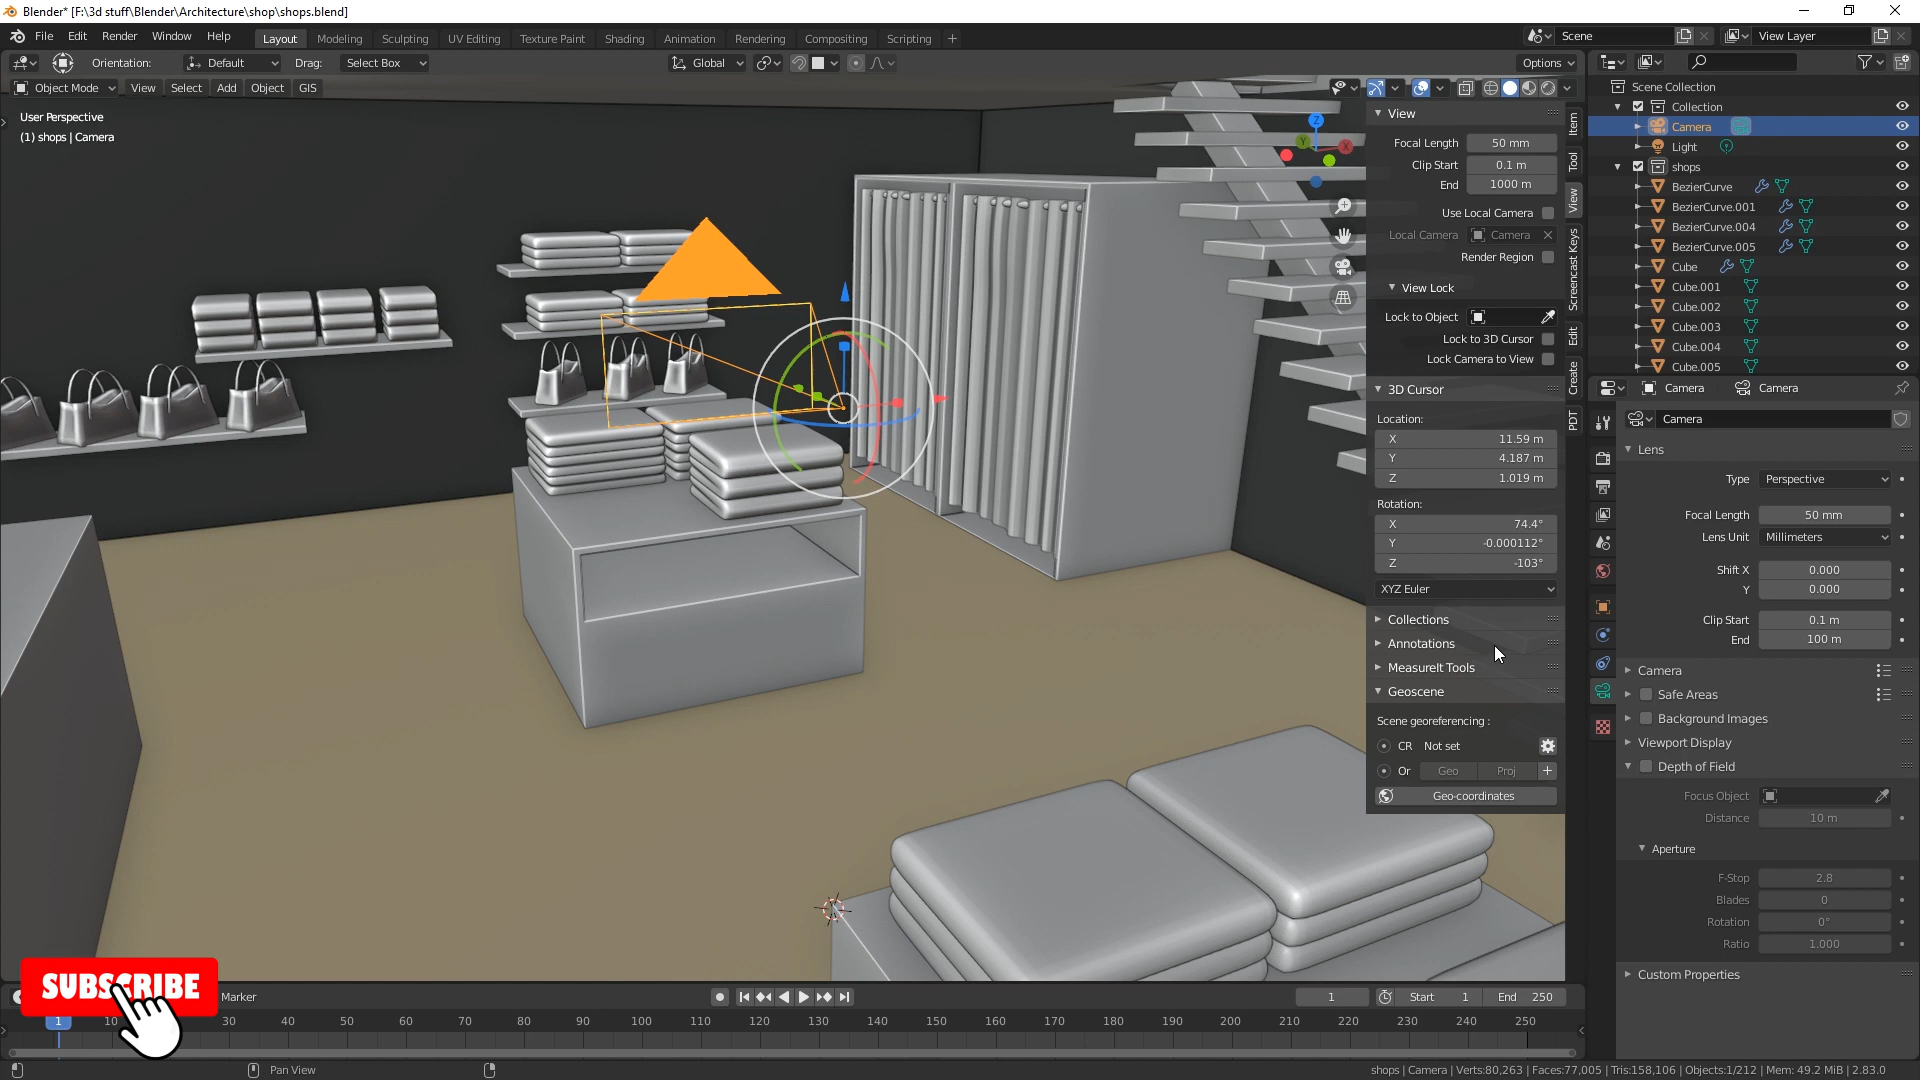 Blender* [F:\3d stuff\Blender\Architecture\shop\shops.blend]
File Edit Render Window Help Layout Modeling Sculpting UV Editing Texture Paint Shading Animation Rendering Compositing Scripting + Scene View Layer
Orientation: Default Drag: Select Box Global Options
Object Mode View Select Add Object GIS
User Perspective
(1) shops | Camera
Z
Y
X
View
Focal Length 50 mm
Clip Start 0.1 m
End 1000 m
Use Local Camera
Local Camera Camera
Render Region
View Lock
Lock to Object
Lock to 3D Cursor
Lock Camera to View
3D Cursor
Location:
X 11.59 m
Y 4.187 m
Z 1.019 m
Rotation:
X 74.4°
Y -0.000112°
Z -103°
XYZ Euler
Collections
Annotations
MeasureIt Tools
Geoscene
Scene georeferencing :
CR Not set
Or Geo Proj +
Geo-coordinates
Item
Tool
View
Screencast Keys
Edit
Create
PDT
Scene Collection
Collection
Camera
Light
shops
BezierCurve
BezierCurve.001
BezierCurve.004
BezierCurve.005
Cube
Cube.001
Cube.002
Cube.003
Cube.004
Cube.005
Camera Camera
Camera
Lens
Type Perspective
Focal Length 50 mm
Lens Unit Millimeters
Shift X 0.000
Y 0.000
Clip Start 0.1 m
End 100 m
Camera
Safe Areas
Background Images
Viewport Display
Depth of Field
Focus Object
Distance 10 m
Aperture
F-Stop 2.8
Blades 0
Rotation 0°
Ratio 1.000
Custom Properties
SUBSCRIBE
Marker 1 Start 1 End 250
1 10 30 40 50 60 70 80 90 100 110 120 130 140 150 160 170 180 190 200 210 220 230 240 250
Pan View
shops | Camera | Verts:80,263 | Faces:77,005 | Tris:158,106 | Objects:1/212 | Mem: 49.2 MiB | 2.83.0